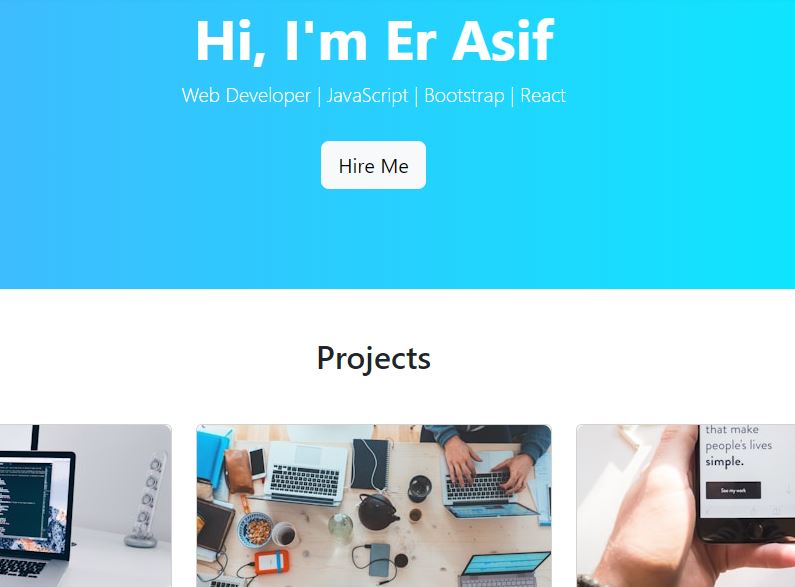 Hi, I'm Er Asif
Web Developer | JavaScript | Bootstrap | React
Hire Me
Projects
that make
people's lives
simple.
See my work